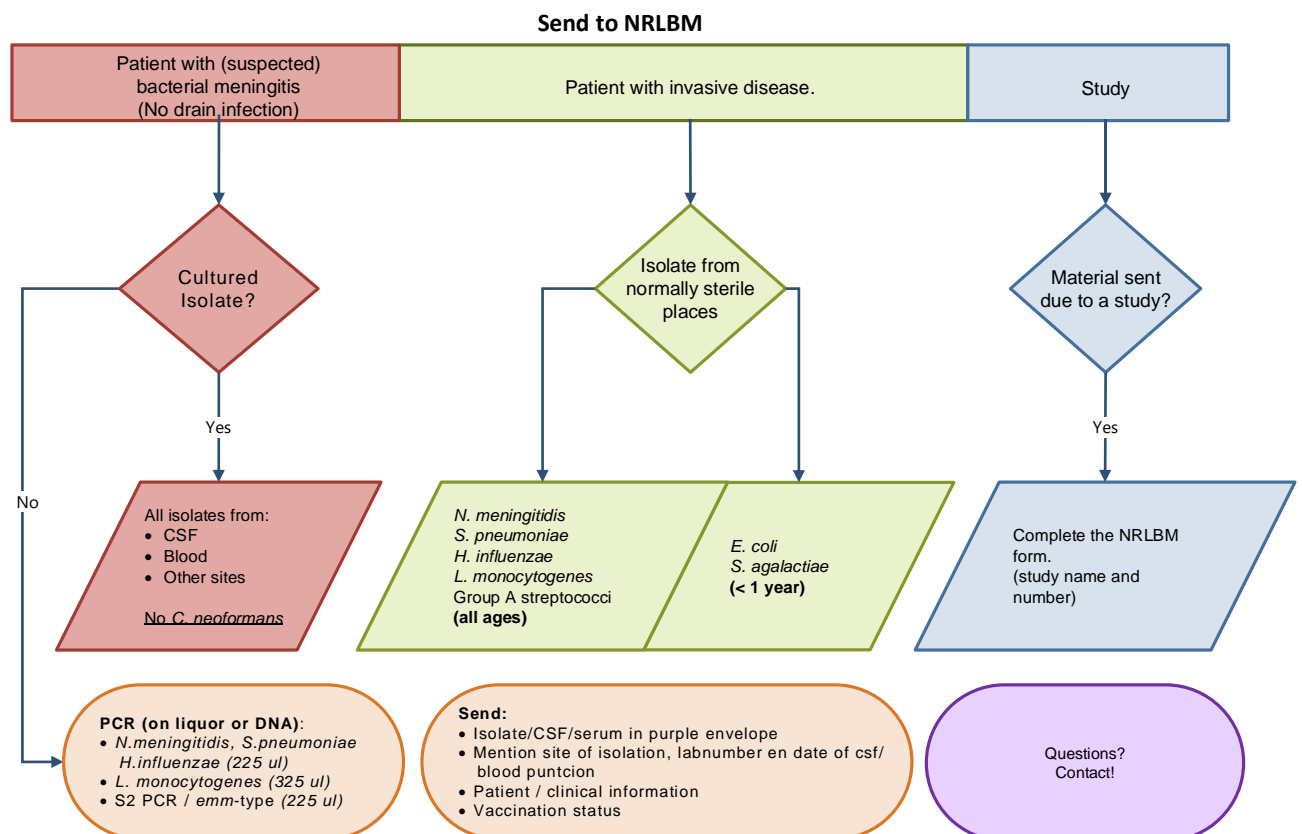 Send to NRLBM
Patient with (suspected)
bacterial meningitis
(No drain infection)
Patient with invasive disease.
Study
Cultured
Isolate?
Isolate from
normally sterile
places
Material sent
due to a study?
Yes
Yes
No
All isolates from:
• CSF
• Blood
• Other sites
No C. neoformans
N. meningitidis
S. pneumoniae
H. influenzae
L. monocytogenes
Group A streptococci
(all ages)
E. coli
S. agalactiae
(< 1 year)
Complete the NRLBM
form.
(study name and
number)
PCR (on liquor or DNA):
• N.meningitidis, S.pneumoniae
H.influenzae (225 ul)
• L. monocytogenes (325 ul)
• S2 PCR / emm-type (225 ul)
Send:
• Isolate/CSF/serum in purple envelope
• Mention site of isolation, labnumber en date of csf/
blood puntcion
• Patient / clinical information
• Vaccination status
Questions?
Contact!